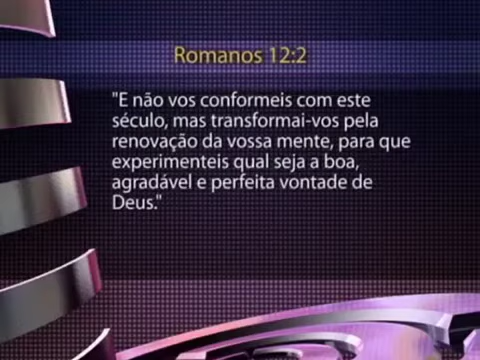 Romanos 12:2
"E não vos conformeis com este
século, mas transformai-vos pela
renovação da vossa mente, para que
experimenteis qual seja a boa,
agradável e perfeita vontade de
Deus."